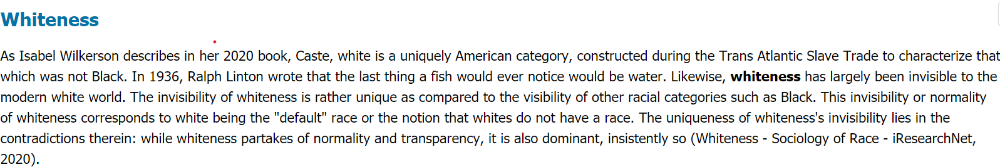 Whiteness
As Isabel Wilkerson describes in her 2020 book, Caste, white is a uniquely American category, constructed during the Trans Atlantic Slave Trade to characterize that
which was not Black. In 1936, Ralph Linton wrote that the last thing a fish would ever notice would be water. Likewise, whiteness has largely been invisible to the
modern white world. The invisibility of whiteness is rather unique as compared to the visibility of other racial categories such as Black. This invisibility or normality
of whiteness corresponds to white being the "default" race or the notion that whites do not have a race. The uniqueness of whiteness's invisibility lies in the
contradictions therein: while whiteness partakes of normality and transparency, it is also dominant, insistently so (Whiteness - Sociology of Race - iResearchNet,
2020).